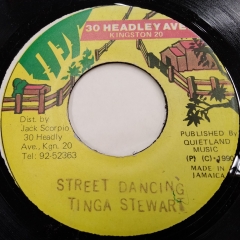 30 HEADLEY AVE
KINGSTON 20
Dist. by
Jack Scorpio
30 Headly
Ave., Kgn. 20
Tel: 92-52363
PUBLISHED By
QUIETLAND
MUSIC
(P) (C) 1990
MADE IN
JAMAICA
STREET DANCING
TINGA STEWART